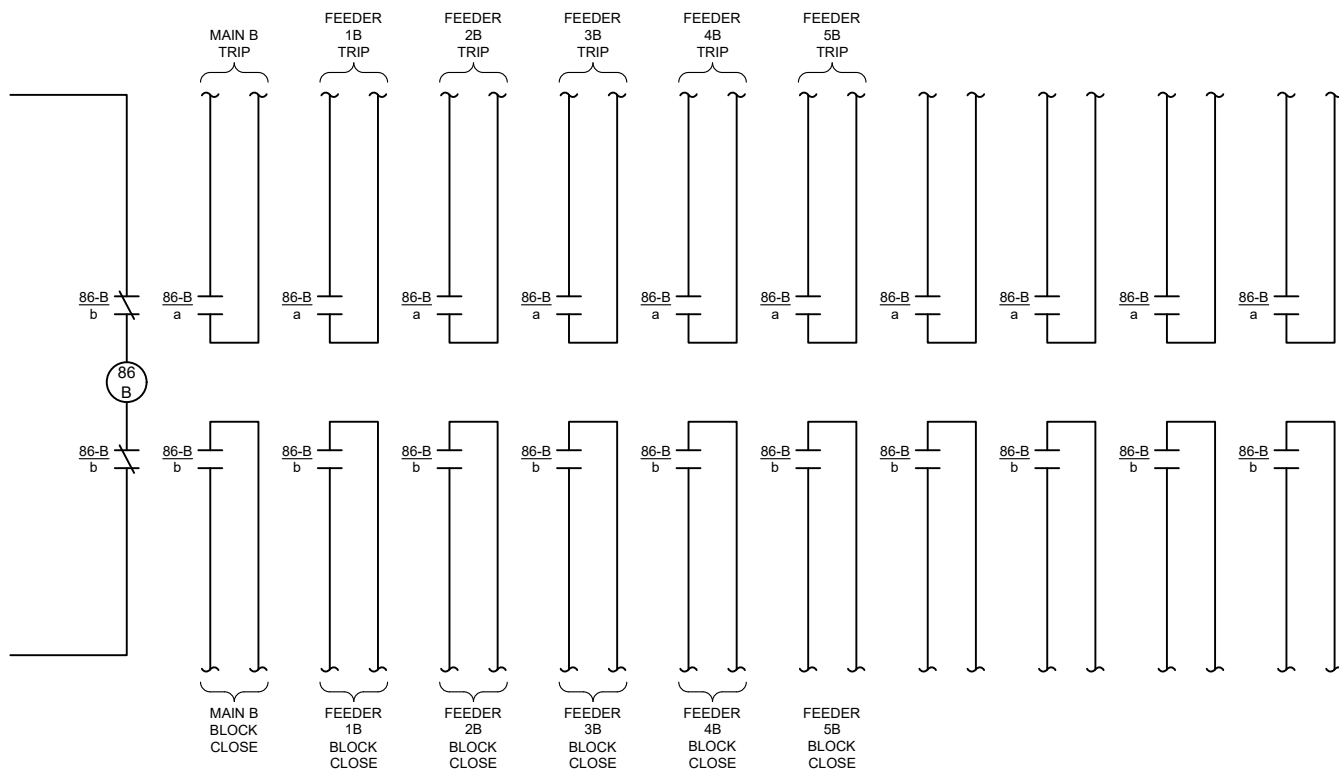 MAIN B
TRIP
FEEDER
1B
TRIP
FEEDER
2B
TRIP
FEEDER
3B
TRIP
FEEDER
4B
TRIP
FEEDER
5B
TRIP
86-B
b
86-B
a
86-B
a
86-B
a
86-B
a
86-B
a
86-B
a
86-B
a
86-B
a
86-B
a
86-B
a
86
B
86-B
b
86-B
b
86-B
b
86-B
b
86-B
b
86-B
b
86-B
b
86-B
b
86-B
b
86-B
b
86-B
b
MAIN B
BLOCK
CLOSE
FEEDER
1B
BLOCK
CLOSE
FEEDER
2B
BLOCK
CLOSE
FEEDER
3B
BLOCK
CLOSE
FEEDER
4B
BLOCK
CLOSE
FEEDER
5B
BLOCK
CLOSE